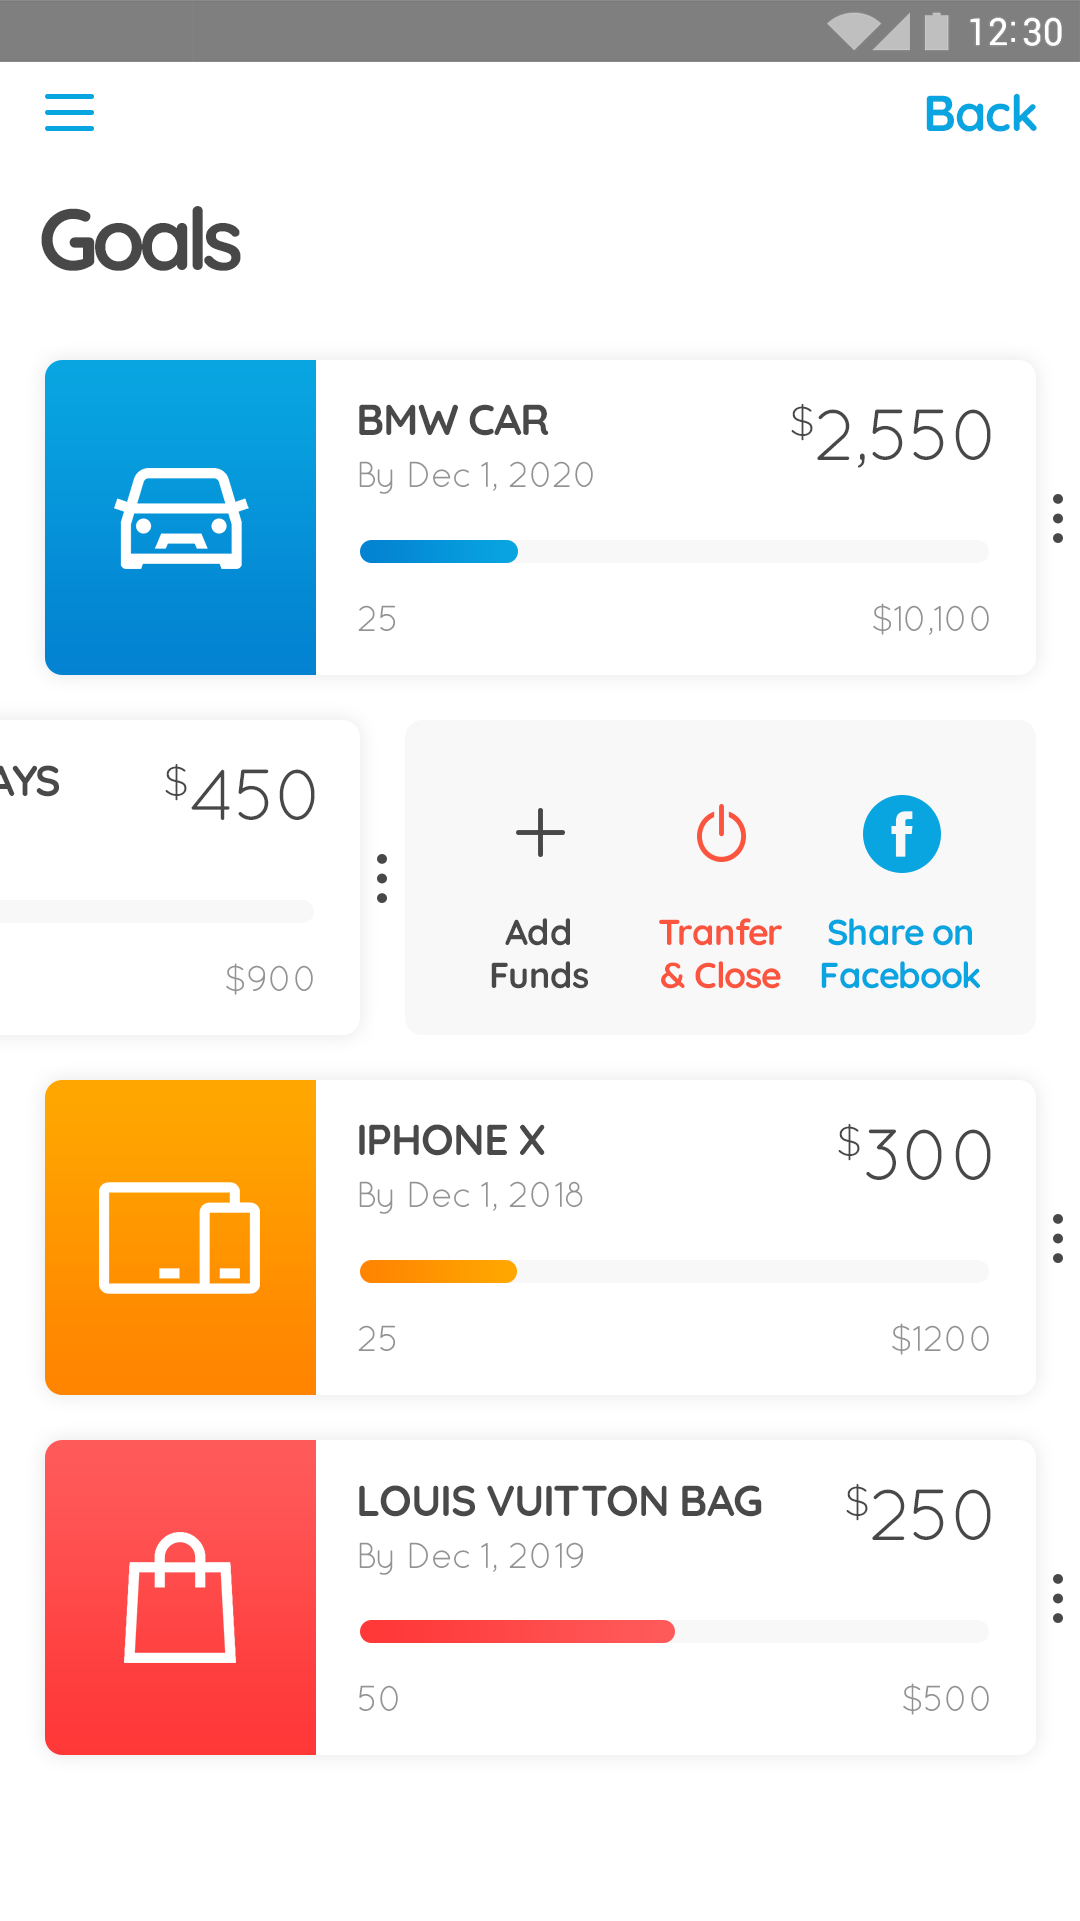 12:30
Back
Goals
BMW CAR
$2,550
By Dec 1, 2020
25
$10,100
AYS
$450
$900
Add
Funds
Tranfer
& Close
Share on
Facebook
IPHONE X
$300
By Dec 1, 2018
25
$1200
LOUIS VUITTON BAG
$250
By Dec 1, 2019
50
$500